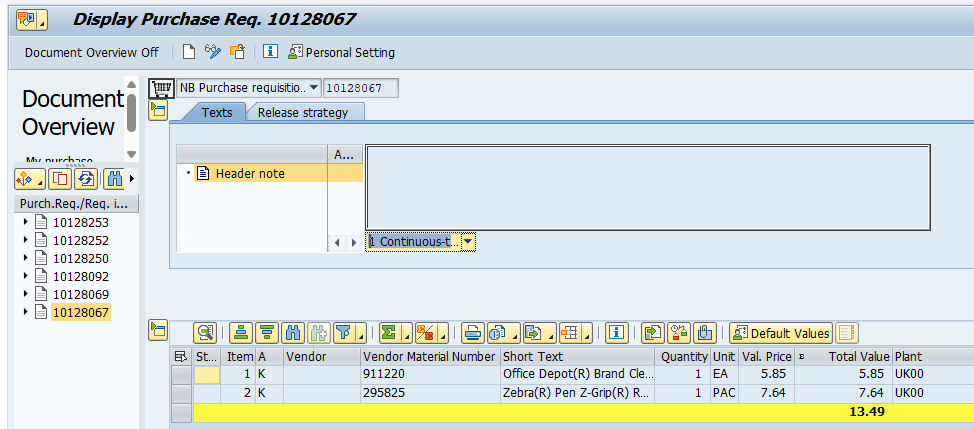 Display Purchase Req. 10128067
Document Overview Off
Personal Setting
Document Overview
My purchase
NB Purchase requisitio.. 10128067
Texts
Release strategy
A...
Header note
1 Continuous-t...
Purch.Req./Req. i...
10128253
10128252
10128250
10128092
10128069
10128067
Default Values
St... Item A Vendor Vendor Material Number Short Text Quantity Unit Val. Price Total Value Plant
1 K 911220 Office Depot(R) Brand Cle... 1 EA 5.85 5.85 UK00
2 K 295825 Zebra(R) Pen Z-Grip(R) R... 1 PAC 7.64 7.64 UK00
13.49